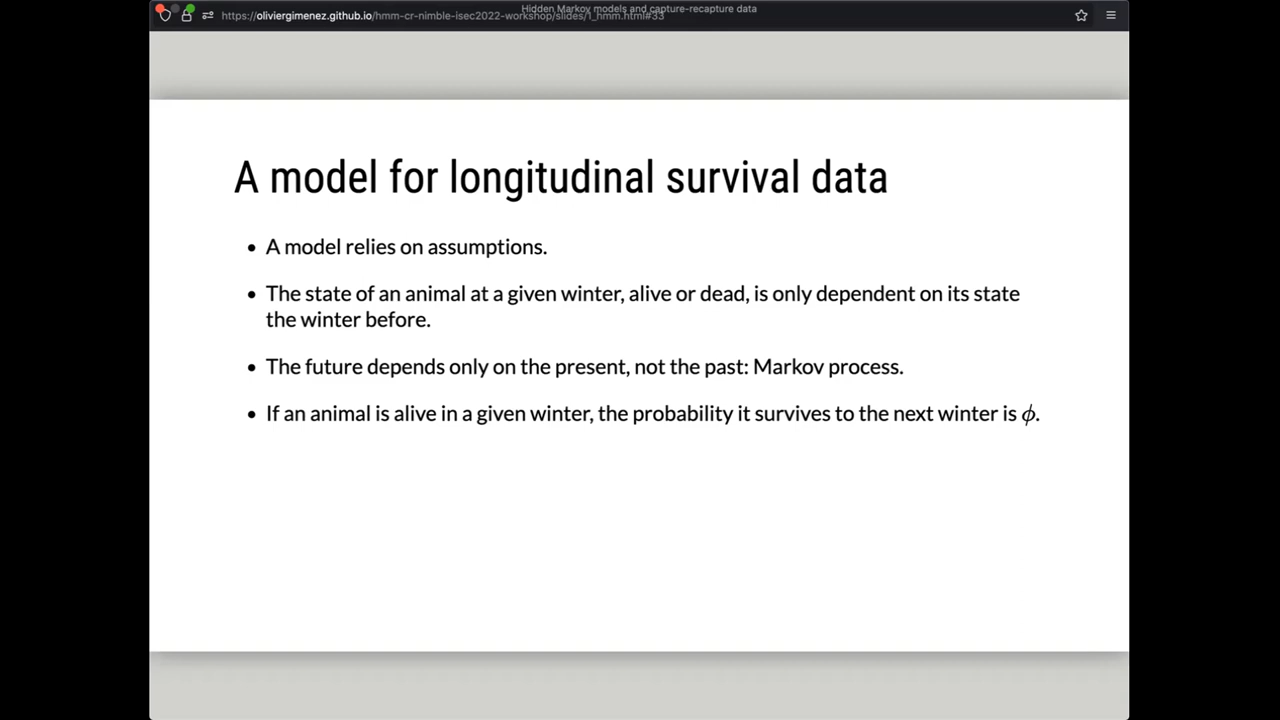 Hidden Markov models and capture-recapture data
https://oliviergimenez.github.io/hmm-cr-nimble-isec2022-workshop/slides/1_hmm.html#33
A model for longitudinal survival data
• A model relies on assumptions.
• The state of an animal at a given winter, alive or dead, is only dependent on its state
the winter before.
• The future depends only on the present, not the past: Markov process.
• If an animal is alive in a given winter, the probability it survives to the next winter is ϕ.